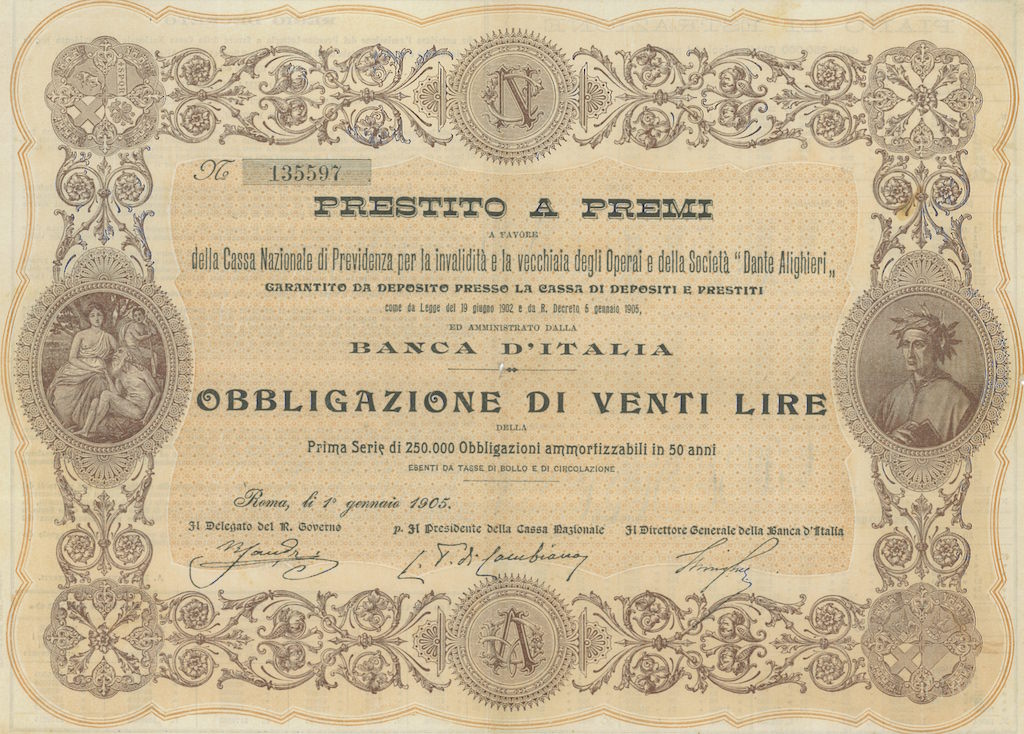 № 135597
PRESTITO A PREMI
A FAVORE
della Cassa Nazionale di Previdenza per la invalidità e la vecchiaia degli Operai e della Società “Dante Alighieri„
GARANTITO DA DEPOSITO PRESSO LA CASSA DI DEPOSITI E PRESTITI
come da Legge del 19 giugno 1902 e da R. Decreto 5 gennaio 1905,
ED AMMINISTRATO DALLA
BANCA D'ITALIA
OBBLIGAZIONE DI VENTI LIRE
DELLA
Prima Serie di 250.000 Obbligazioni ammortizzabili in 50 anni
ESENTI DA TASSE DI BOLLO E DI CIRCOLAZIONE
Roma, li 1º gennaio 1905.
Il Delegato del R. Governo p. Il Presidente della Cassa Nazionale Il Direttore Generale della Banca d'Italia